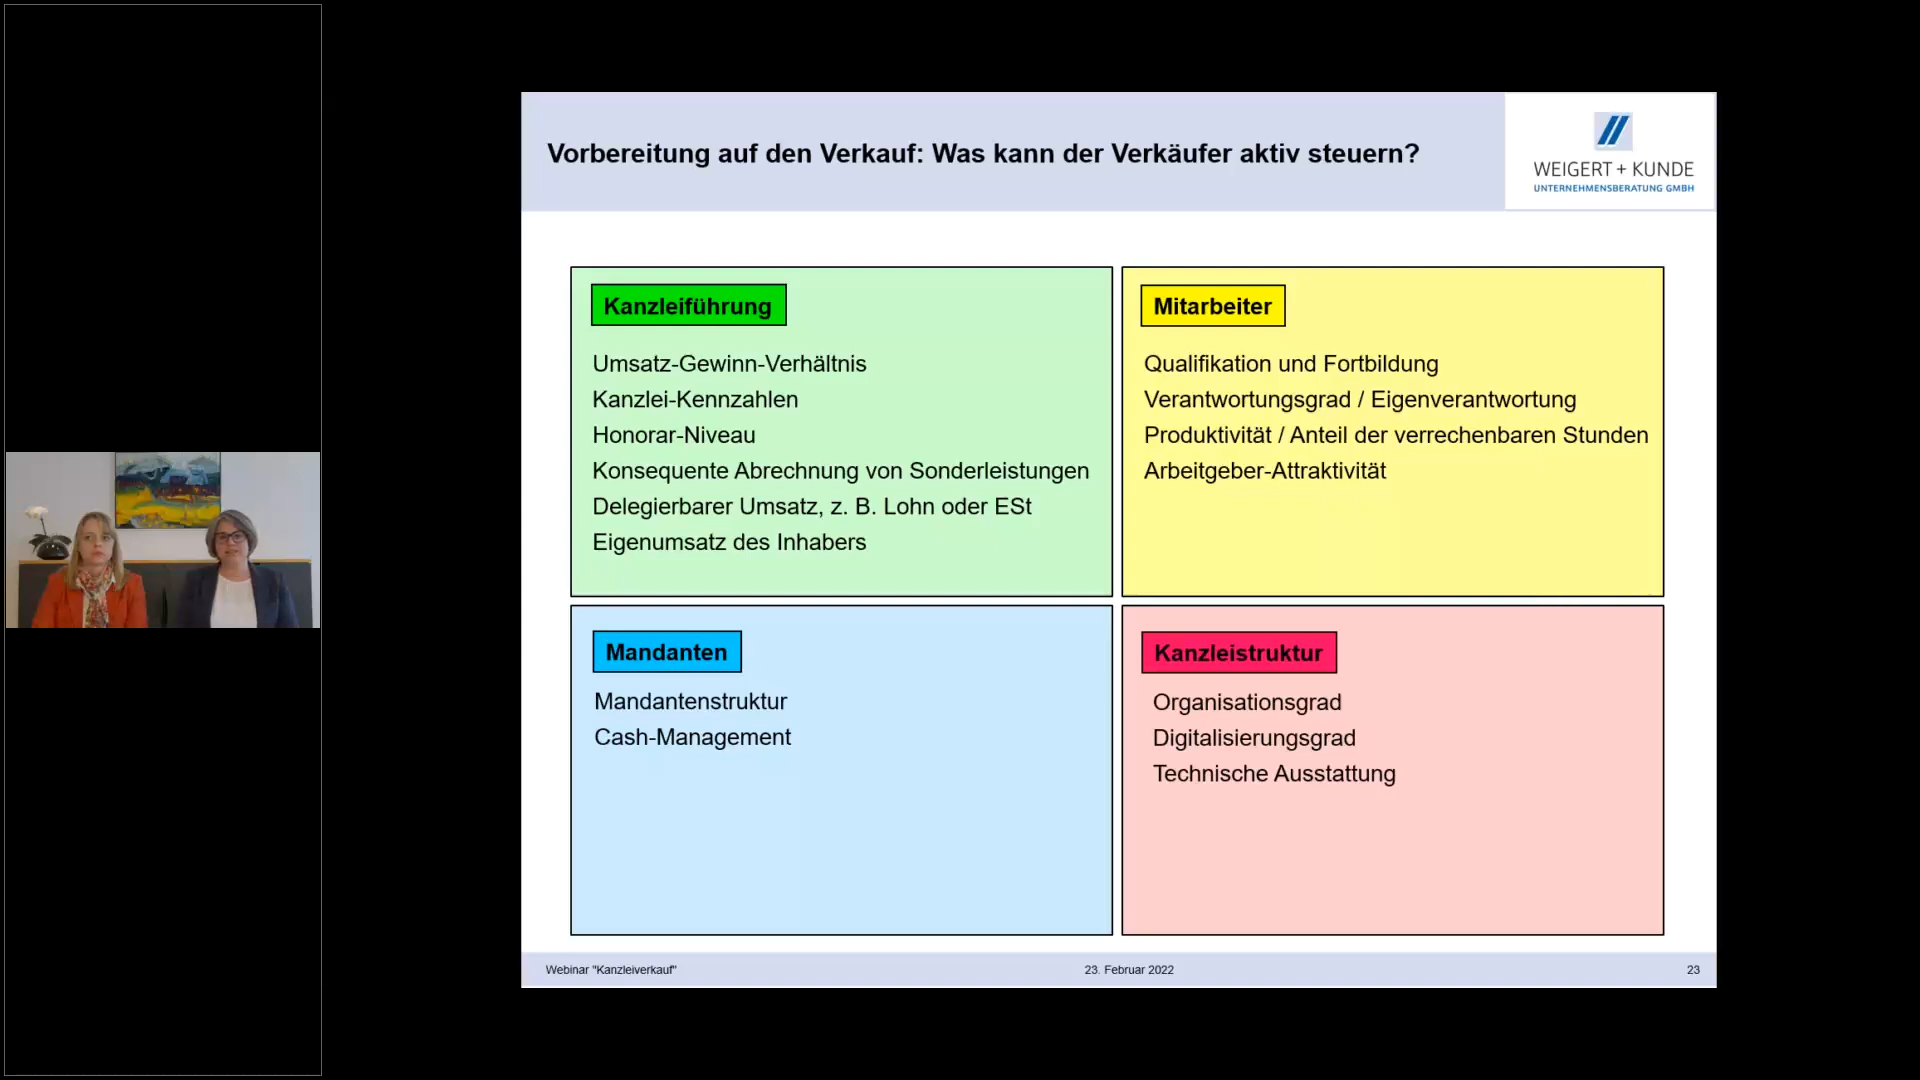 Vorbereitung auf den Verkauf: Was kann der Verkäufer aktiv steuern?
WEIGERT + KUNDE
UNTERNEHMENSBERATUNG GMBH
Kanzleiführung
Umsatz-Gewinn-Verhältnis
Kanzlei-Kennzahlen
Honorar-Niveau
Konsequente Abrechnung von Sonderleistungen
Delegierbarer Umsatz, z. B. Lohn oder ESt
Eigenumsatz des Inhabers
Mitarbeiter
Qualifikation und Fortbildung
Verantwortungsgrad / Eigenverantwortung
Produktivität / Anteil der verrechenbaren Stunden
Arbeitgeber-Attraktivität
Mandanten
Mandantenstruktur
Cash-Management
Kanzleistruktur
Organisationsgrad
Digitalisierungsgrad
Technische Ausstattung
Webinar "Kanzleiverkauf"
23. Februar 2022
23